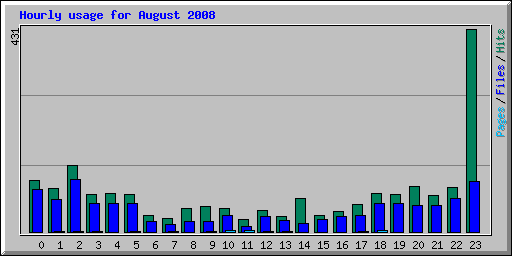 Hourly usage for August 2008
431
Pages/Files/Hits
0 1 2 3 4 5 6 7 8 9 10 11 12 13 14 15 16 17 18 19 20 21 22 23